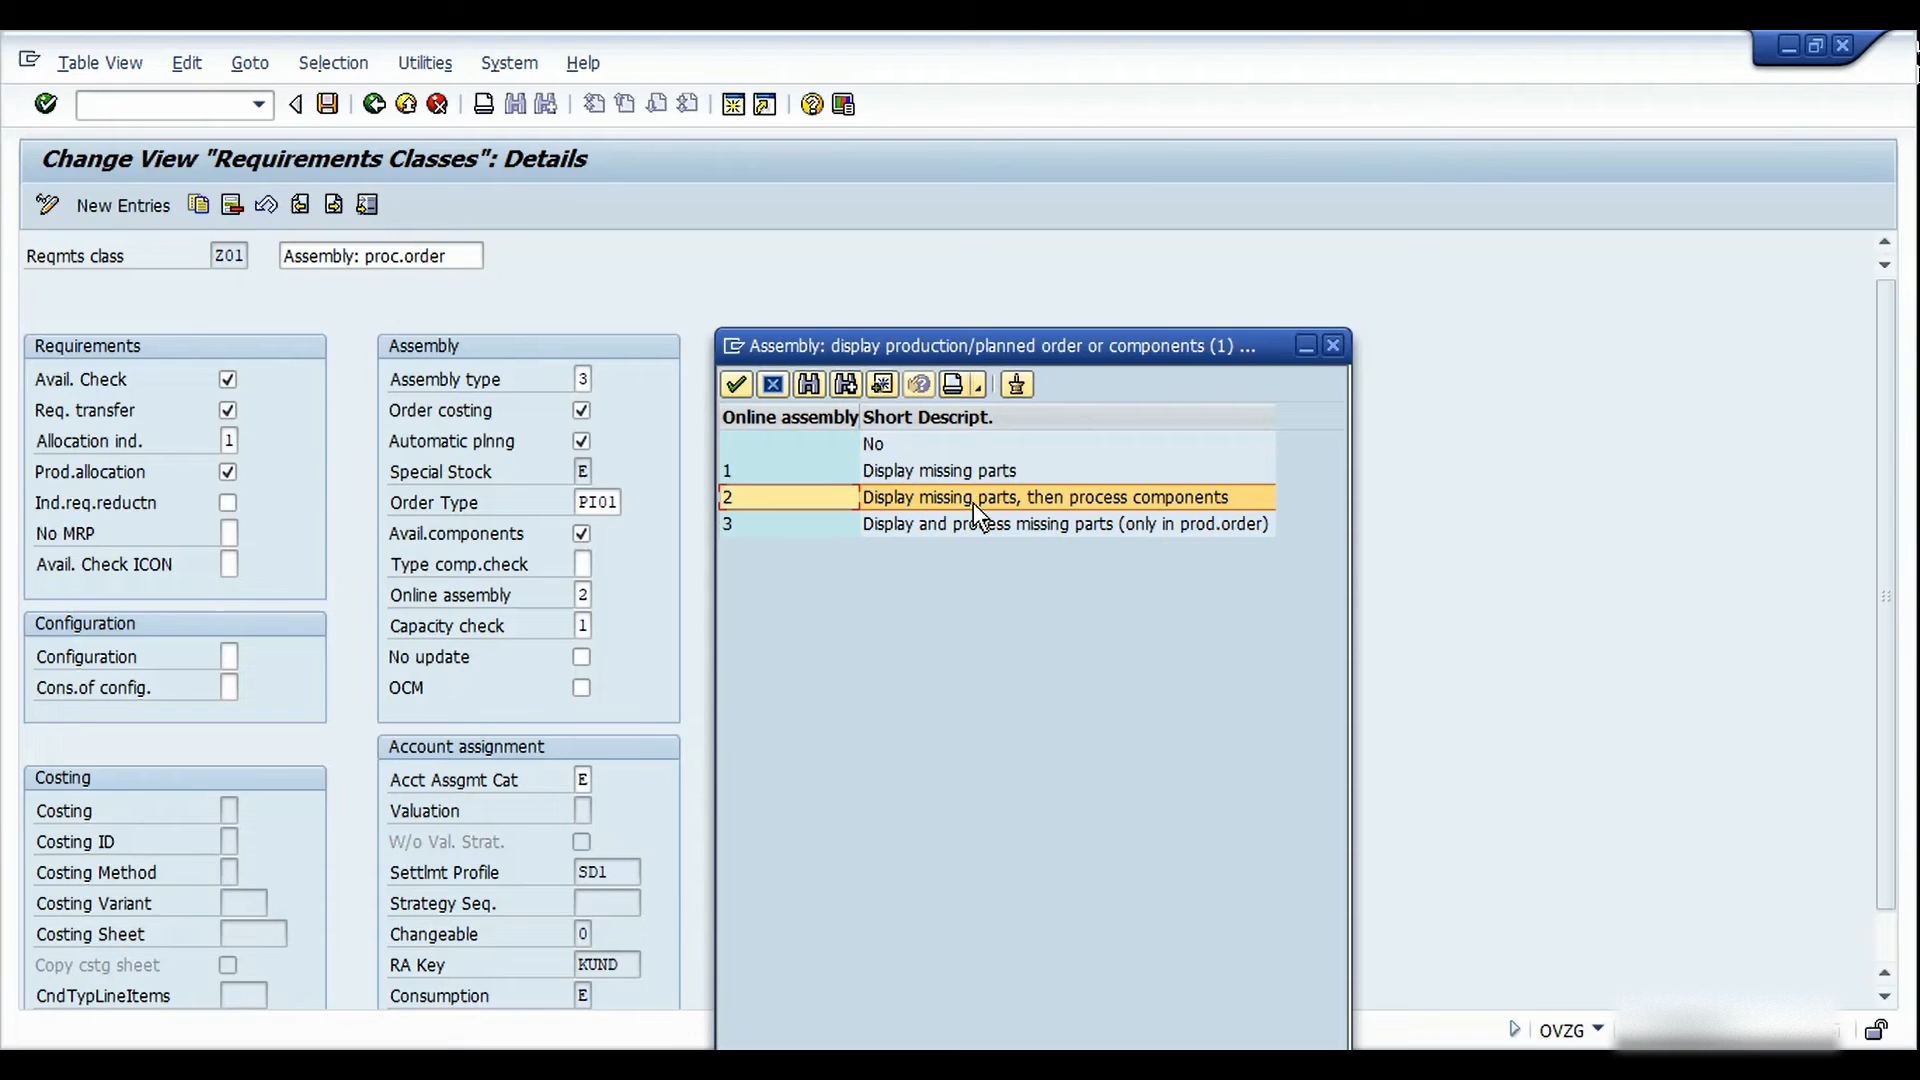 Table View Edit Goto Selection Utilities System Help
Change View "Requirements Classes": Details
New Entries
Reqmts class Z01 Assembly: proc.order
Requirements
Avail. Check
Req. transfer
Allocation ind. 1
Prod.allocation
Ind.req.reductn
No MRP
Avail. Check ICON
Configuration
Configuration
Cons.of config.
Costing
Costing
Costing ID
Costing Method
Costing Variant
Costing Sheet
Copy cstg sheet
CndTypLineItems
Assembly
Assembly type 3
Order costing
Automatic plnng
Special Stock E
Order Type PI01
Avail.components
Type comp.check
Online assembly 2
Capacity check 1
No update
OCM
Account assignment
Acct Assgmt Cat E
Valuation
W/o Val. Strat.
Settlmt Profile SD1
Strategy Seq.
Changeable 0
RA Key KUND
Consumption E
Assembly: display production/planned order or components (1) ...
Online assembly Short Descript.
No
1 Display missing parts
2 Display missing parts, then process components
3 Display and process missing parts (only in prod.order)
OVZG